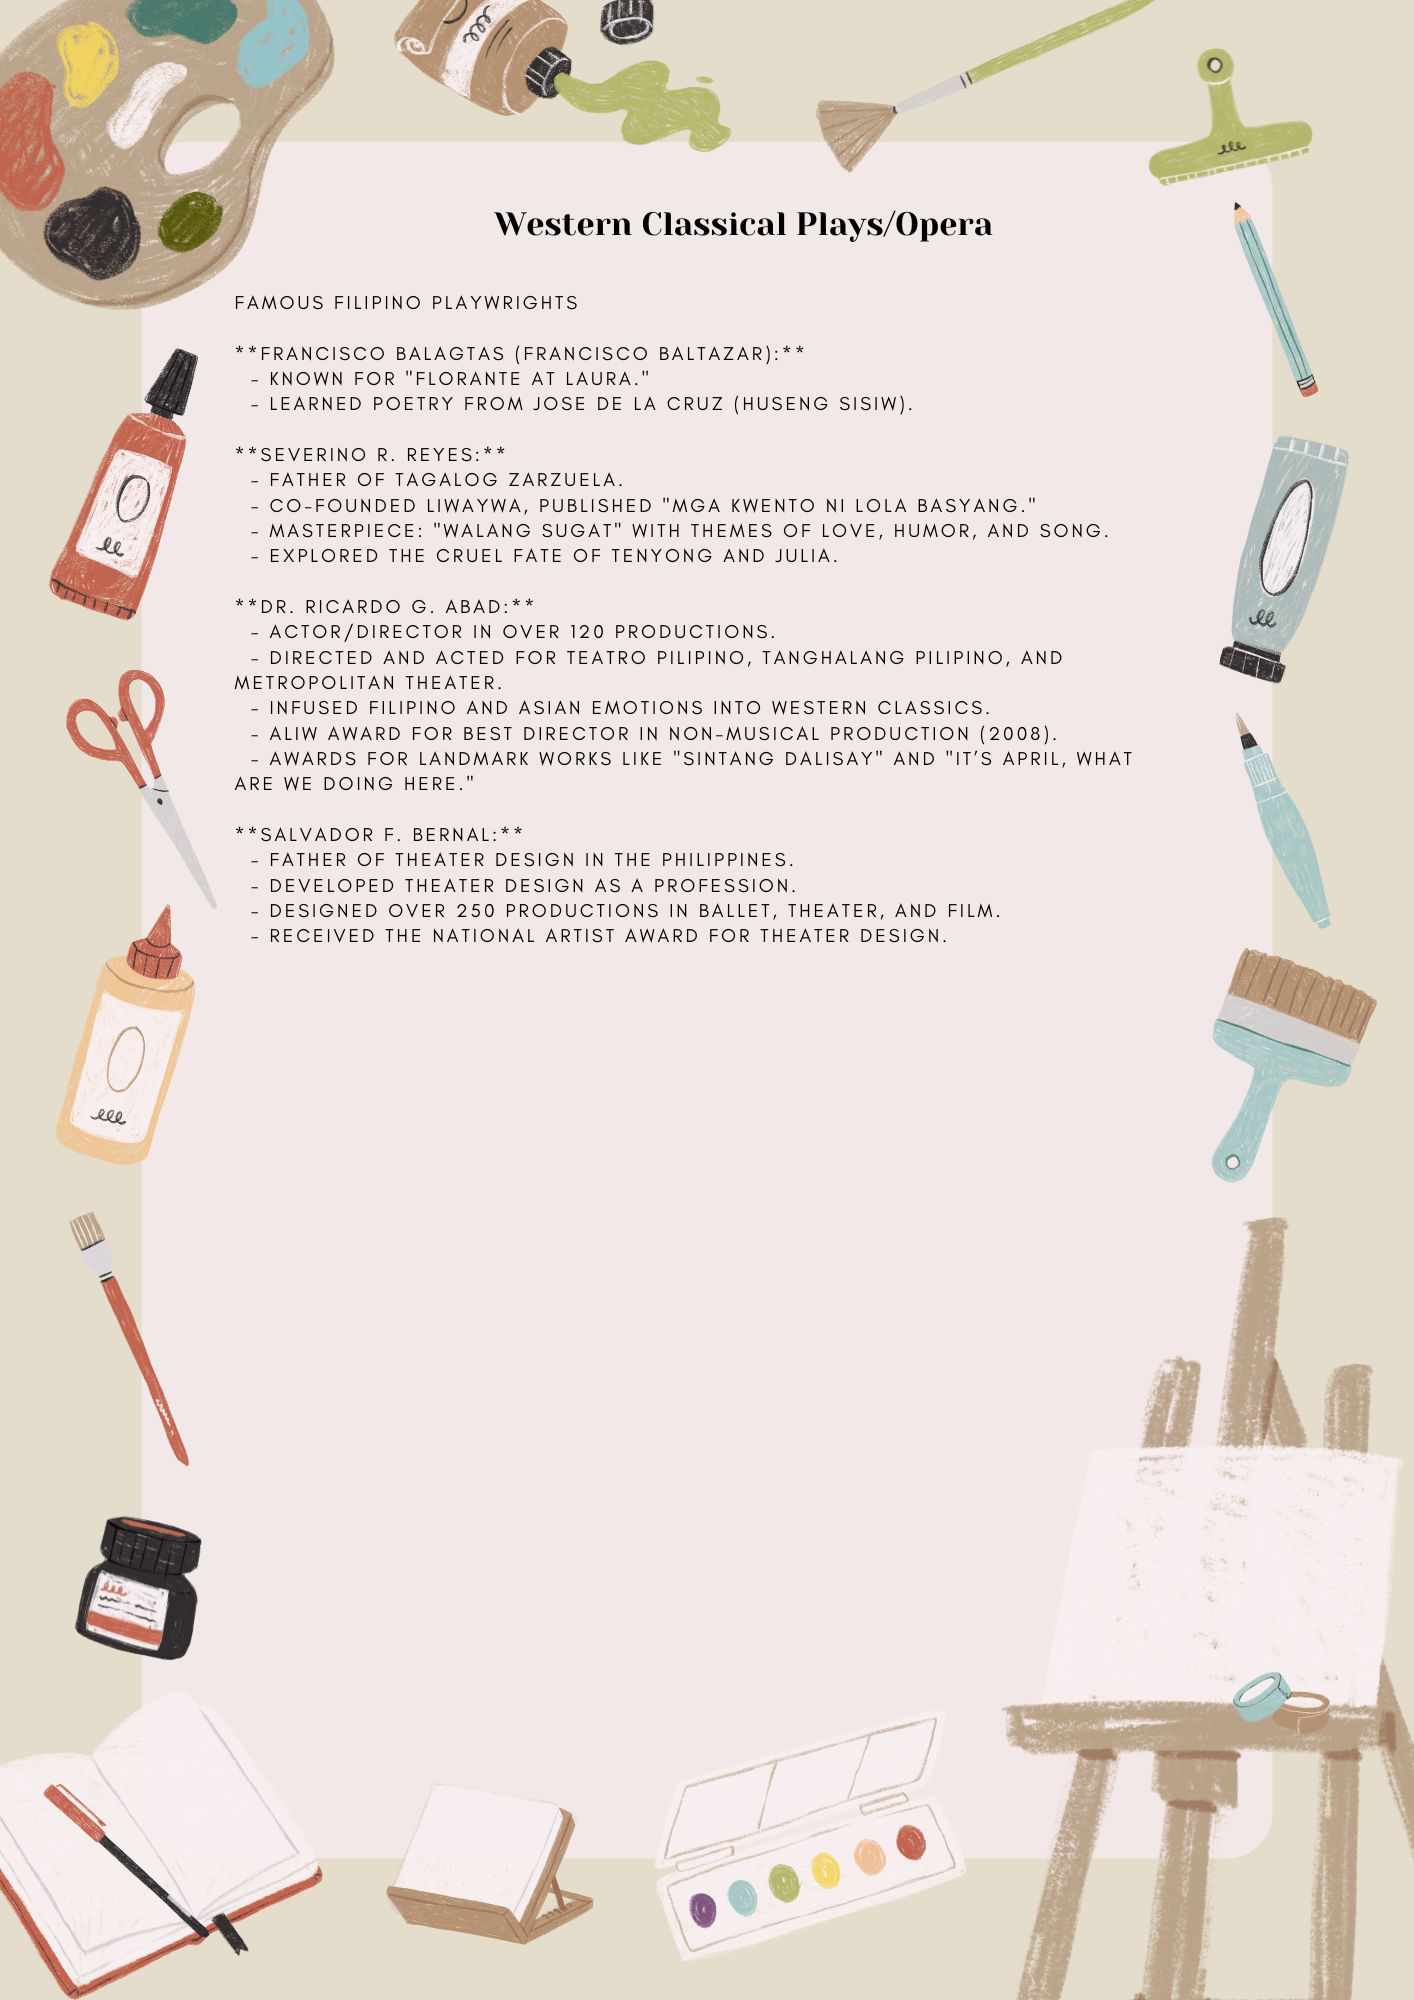 Western Classical Plays/Opera
FAMOUS FILIPINO PLAYWRIGHTS
**FRANCISCO BALAGTAS (FRANCISCO BALTAZAR):**
- KNOWN FOR "FLORANTE AT LAURA."
- LEARNED POETRY FROM JOSE DE LA CRUZ (HUSENG SISIW).
**SEVERINO R. REYES:**
- FATHER OF TAGALOG ZARZUELA.
- CO-FOUNDED LIWAYWA, PUBLISHED "MGA KWENTO NI LOLA BASYANG."
- MASTERPIECE: "WALANG SUGAT" WITH THEMES OF LOVE, HUMOR, AND SONG.
- EXPLORED THE CRUEL FATE OF TENYONG AND JULIA.
**DR. RICARDO G. ABAD:**
- ACTOR/DIRECTOR IN OVER 120 PRODUCTIONS.
- DIRECTED AND ACTED FOR TEATRO PILIPINO, TANGHALANG PILIPINO, AND
METROPOLITAN THEATER.
- INFUSED FILIPINO AND ASIAN EMOTIONS INTO WESTERN CLASSICS.
- ALIW AWARD FOR BEST DIRECTOR IN NON-MUSICAL PRODUCTION (2008).
- AWARDS FOR LANDMARK WORKS LIKE "SINTANG DALISAY" AND "IT’S APRIL, WHAT
ARE WE DOING HERE."
**SALVADOR F. BERNAL:**
- FATHER OF THEATER DESIGN IN THE PHILIPPINES.
- DEVELOPED THEATER DESIGN AS A PROFESSION.
- DESIGNED OVER 250 PRODUCTIONS IN BALLET, THEATER, AND FILM.
- RECEIVED THE NATIONAL ARTIST AWARD FOR THEATER DESIGN.